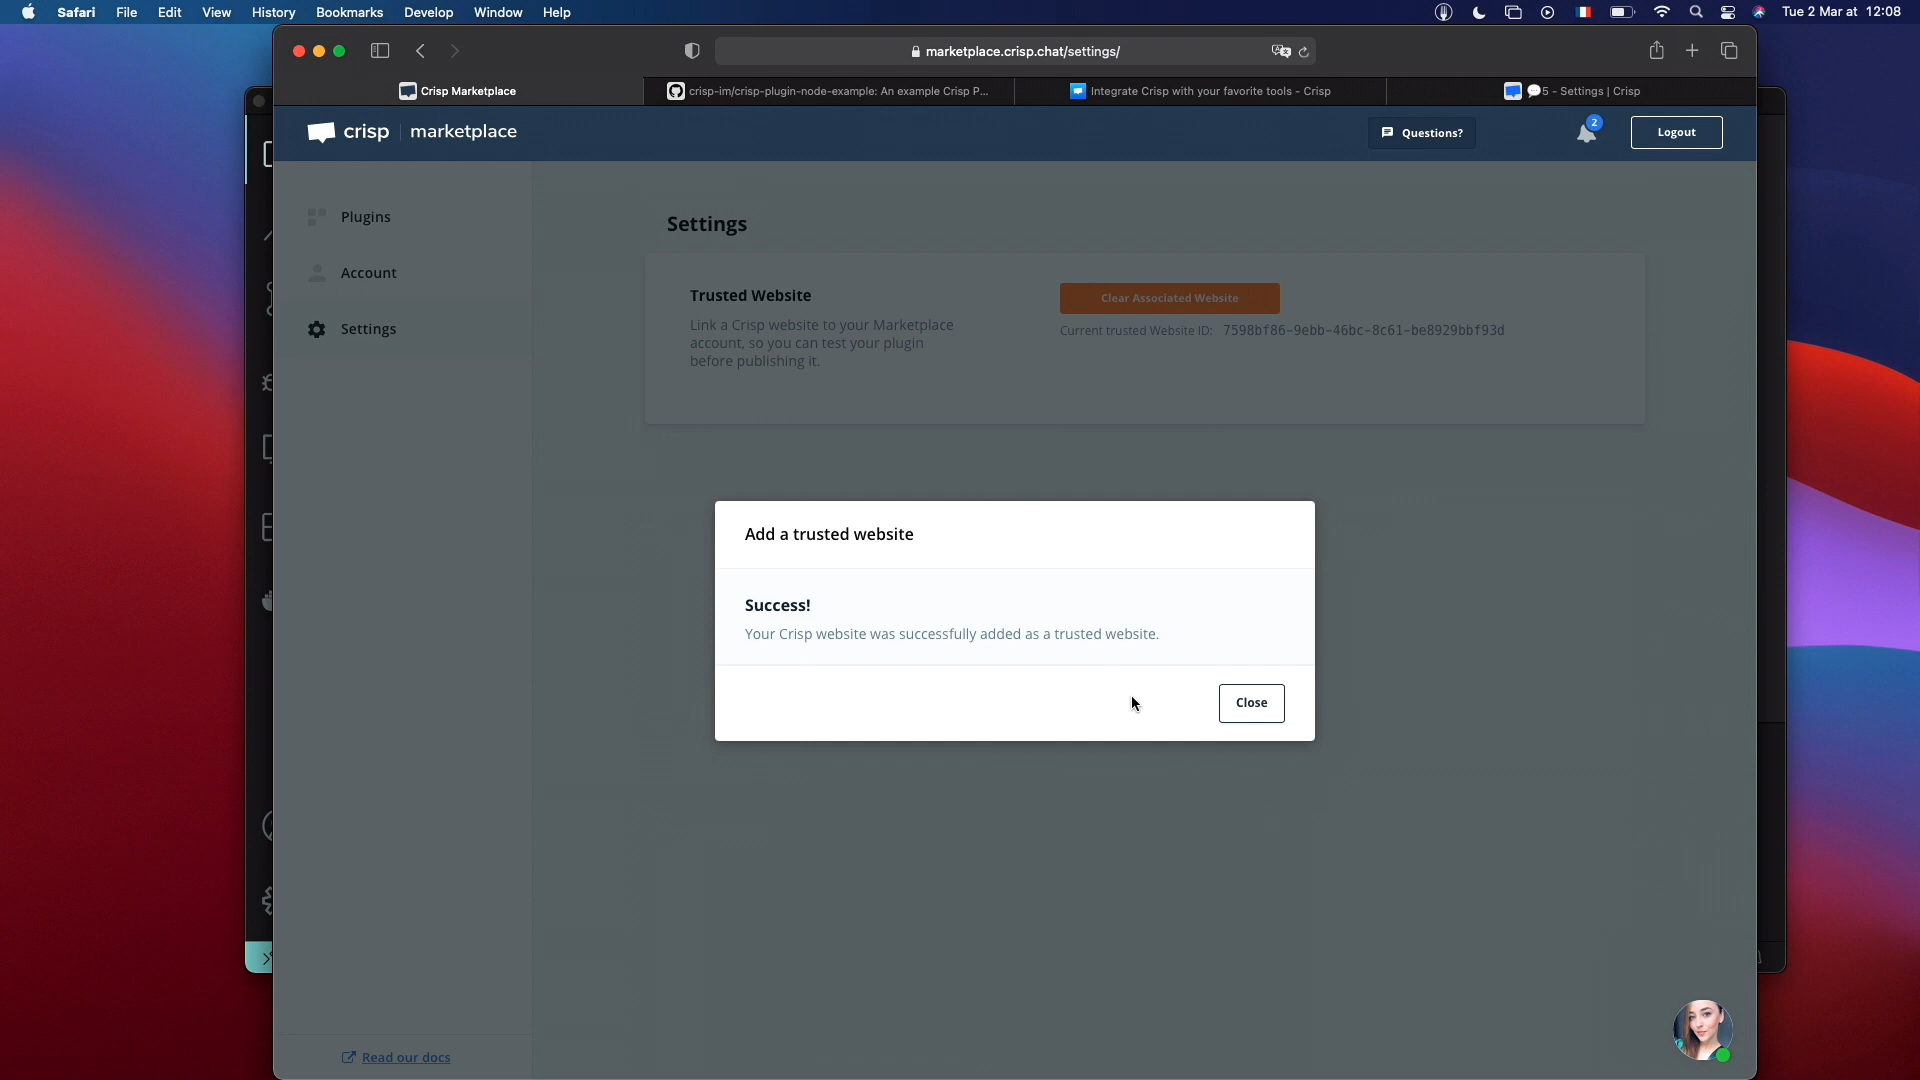 Safari File Edit View History Bookmarks Develop Window Help Tue 2 Mar at 12:08
marketplace.crisp.chat/settings/
Crisp Marketplace crisp-im/crisp-plugin-node-example: An example Crisp P... Integrate Crisp with your favorite tools - Crisp 5 - Settings | Crisp
crisp marketplace Questions? 2 Logout
Plugins
Account
Settings
Settings
Trusted Website
Link a Crisp website to your Marketplace
account, so you can test your plugin
before publishing it.
Clear Associated Website
Current trusted Website ID: 7598bf86-9ebb-46bc-8c61-be8929bbf93d
Add a trusted website
Success!
Your Crisp website was successfully added as a trusted website.
Close
Read our docs